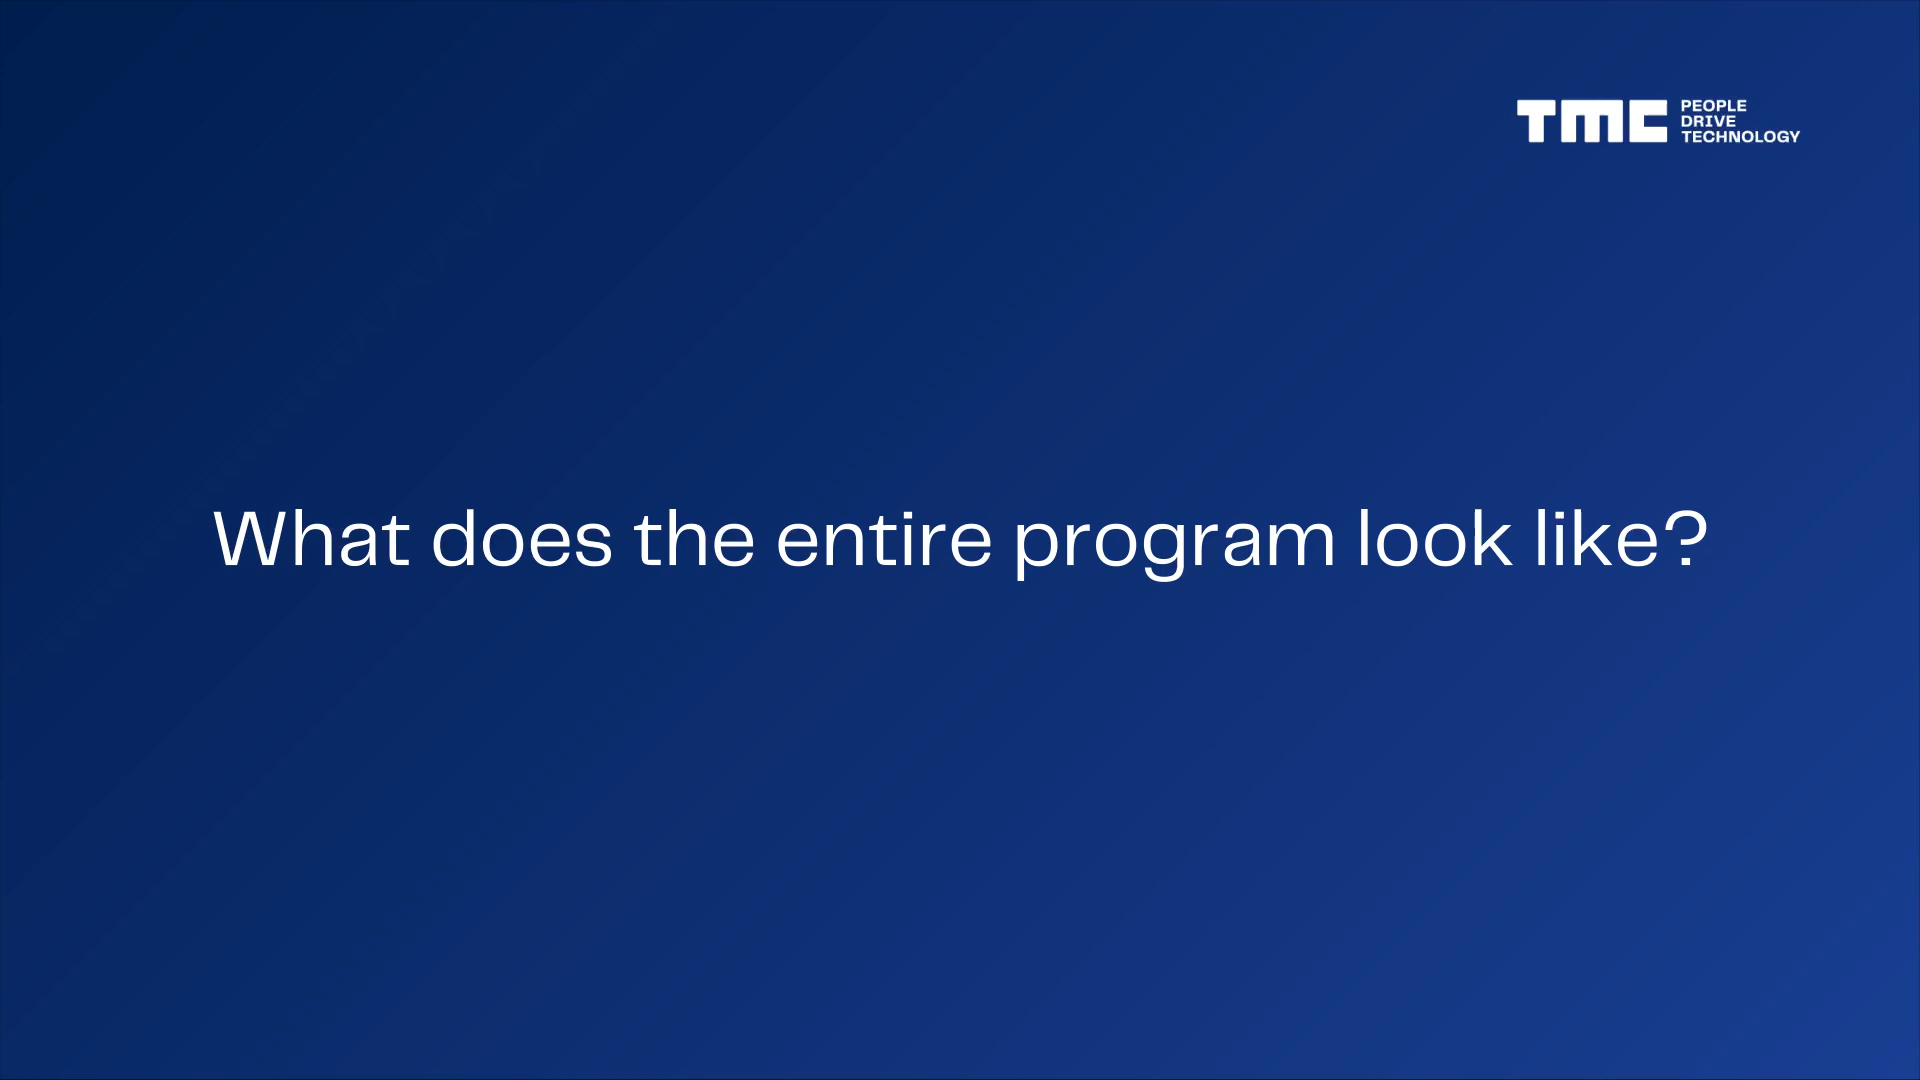 TMC
PEOPLE
DRIVE
TECHNOLOGY
What does the entire program look like?